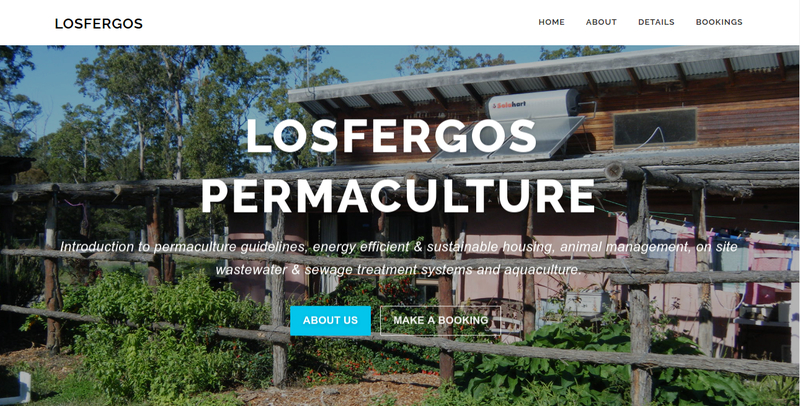 LOSFERGOS
HOME ABOUT DETAILS BOOKINGS
Solahart
LOSFERGOS
PERMACULTURE
Introduction to permaculture guidelines, energy efficient & sustainable housing, animal management, on site
wastewater & sewage treatment systems and aquaculture.
ABOUT US MAKE A BOOKING